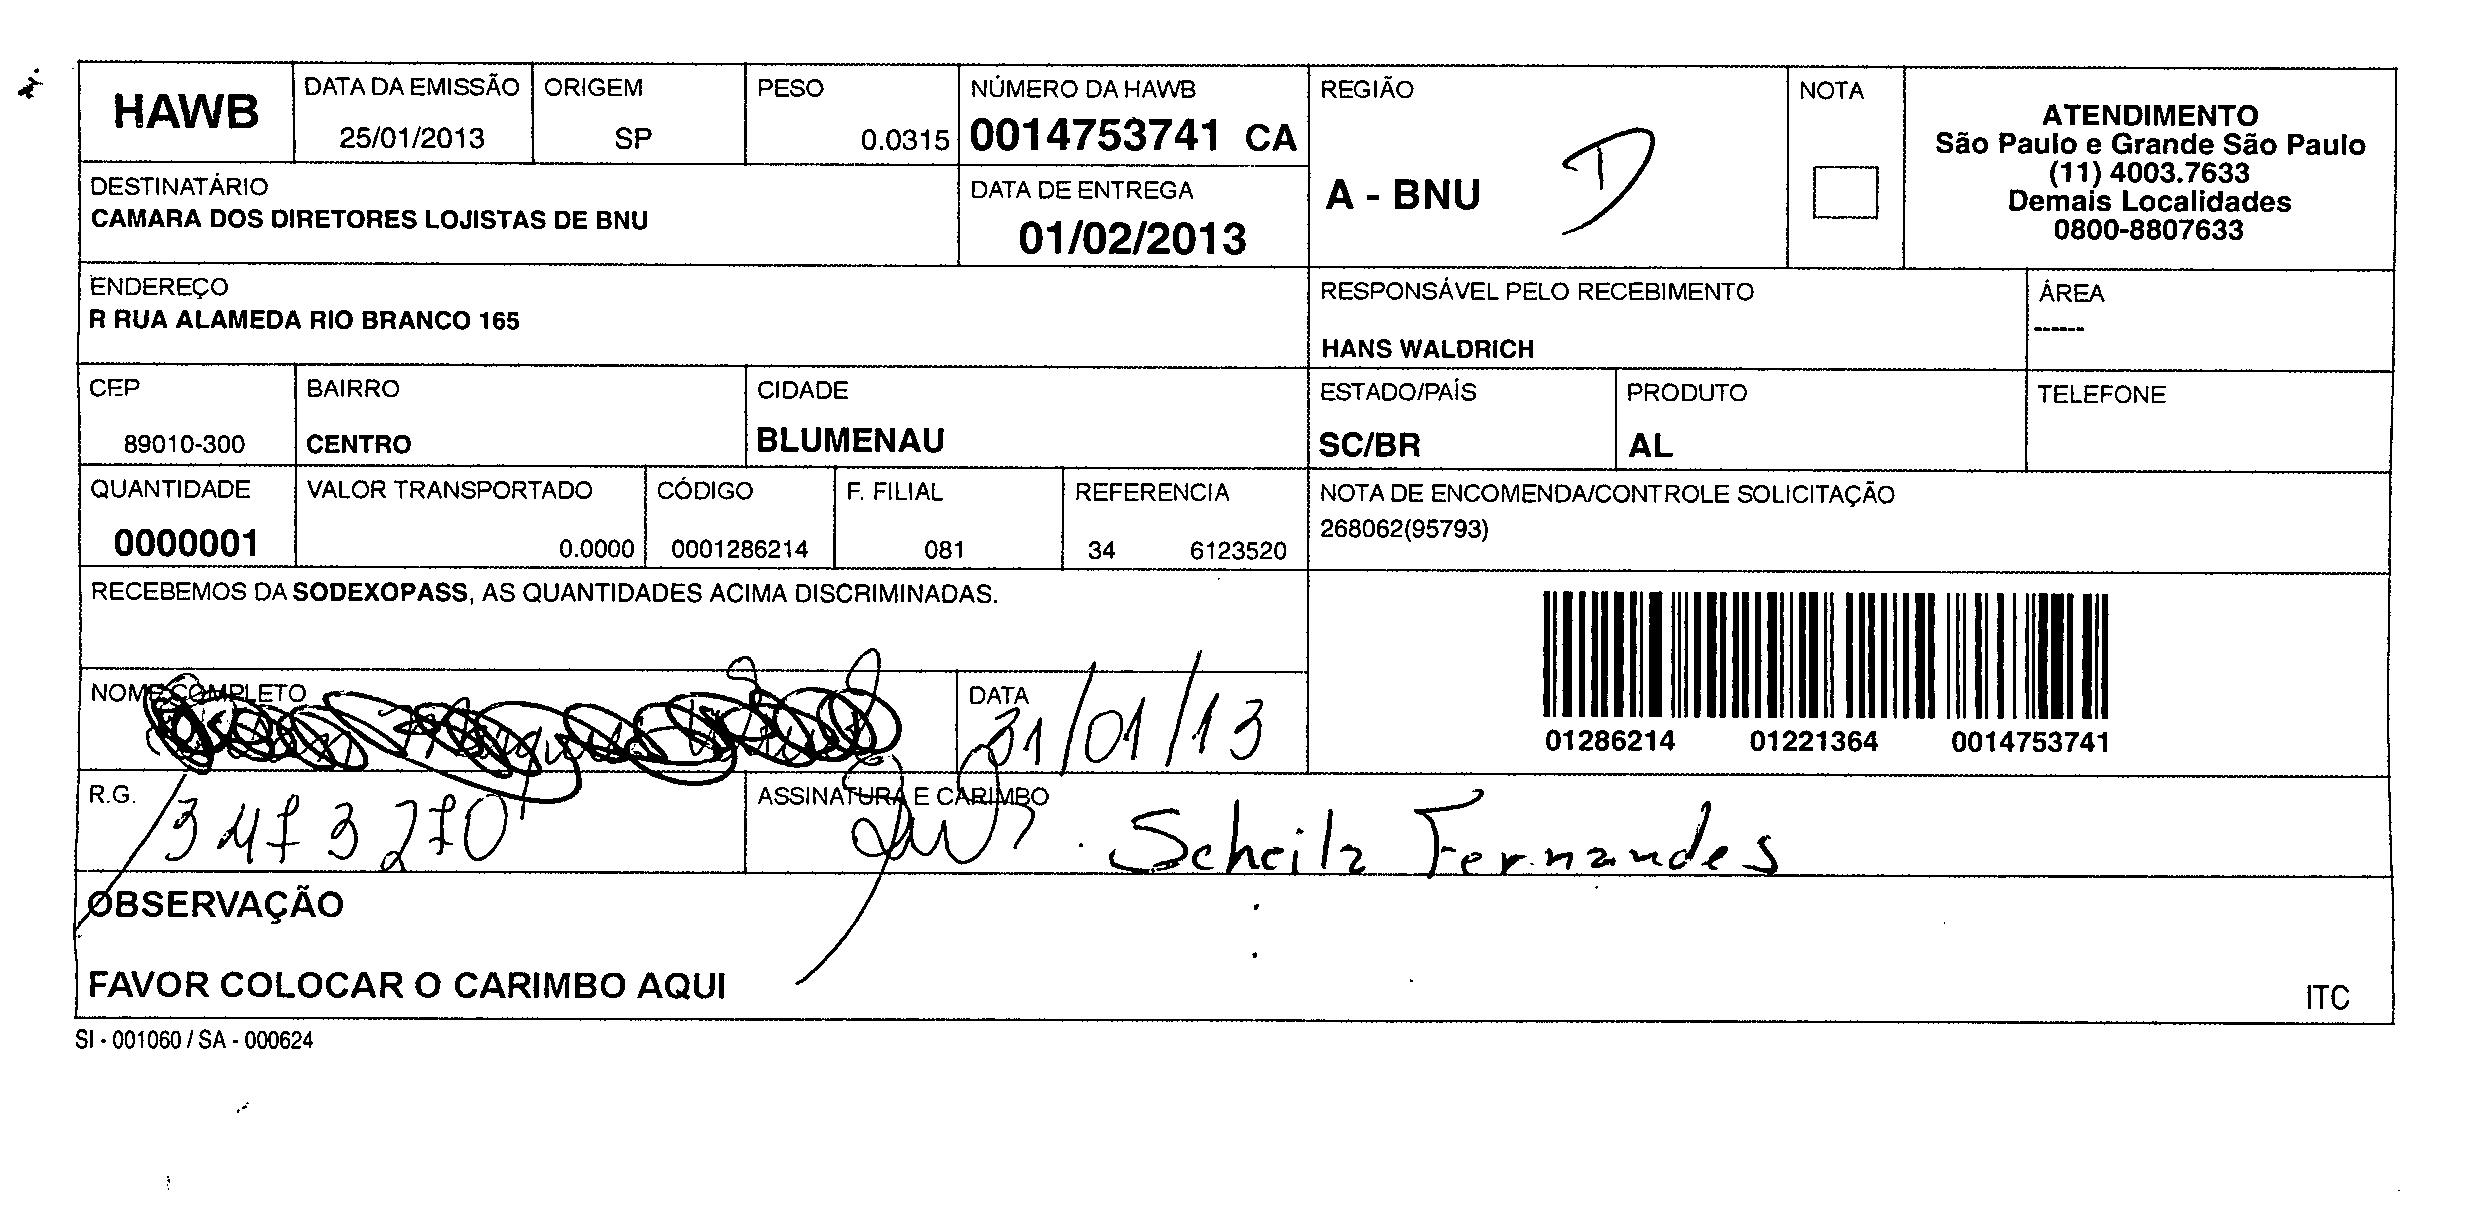 HAWB
DATA DA EMISSÃO
25/01/2013
ORIGEM
SP
PESO
0.0315
NÚMERO DA HAWB
0014753741 CA
REGIÃO
A - BNU
NOTA
ATENDIMENTO
São Paulo e Grande São Paulo
(11) 4003.7633
Demais Localidades
0800-8807633
DESTINATÁRIO
CAMARA DOS DIRETORES LOJISTAS DE BNU
DATA DE ENTREGA
01/02/2013
ENDEREÇO
R RUA ALAMEDA RIO BRANCO 165
RESPONSÁVEL PELO RECEBIMENTO
HANS WALDRICH
ÁREA
------
CEP
89010-300
BAIRRO
CENTRO
CIDADE
BLUMENAU
ESTADO/PAÍS
SC/BR
PRODUTO
AL
TELEFONE
QUANTIDADE
0000001
VALOR TRANSPORTADO
0.0000
CÓDIGO
0001286214
F. FILIAL
081
REFERENCIA
34 6123520
NOTA DE ENCOMENDA/CONTROLE SOLICITAÇÃO
268062(95793)
RECEBEMOS DA SODEXOPASS, AS QUANTIDADES ACIMA DISCRIMINADAS.
01286214 01221364 0014753741
NOME COMPLETO
DATA
31/01/13
R.G.
3473270
ASSINATURA E CARIMBO
Scheila Fernandes
OBSERVAÇÃO
FAVOR COLOCAR O CARIMBO AQUI
ITC
SI - 001060 / SA - 000624